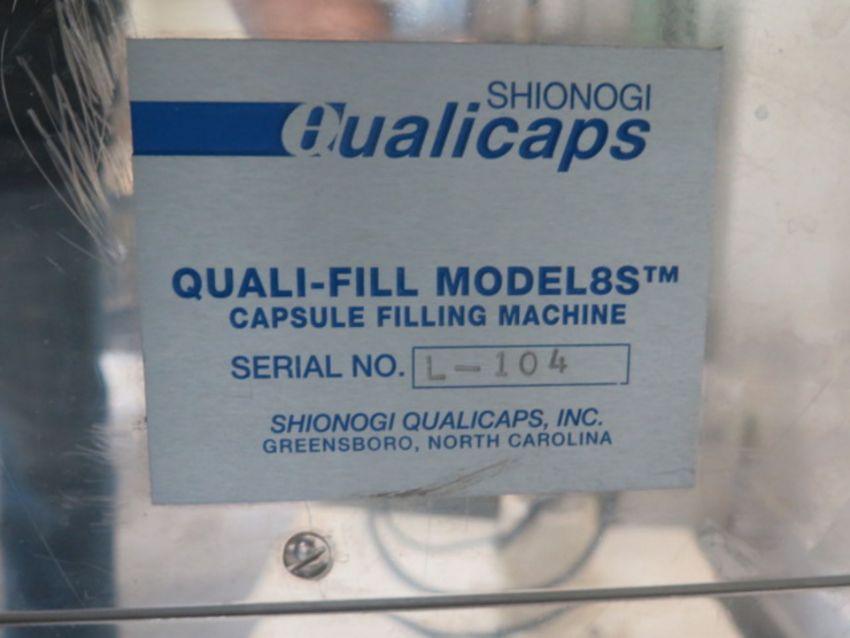 SHIONOGI
Qualicaps
QUALI-FILL MODEL8S™
CAPSULE FILLING MACHINE
SERIAL NO. L-104
SHIONOGI QUALICAPS, INC.
GREENSBORO, NORTH CAROLINA